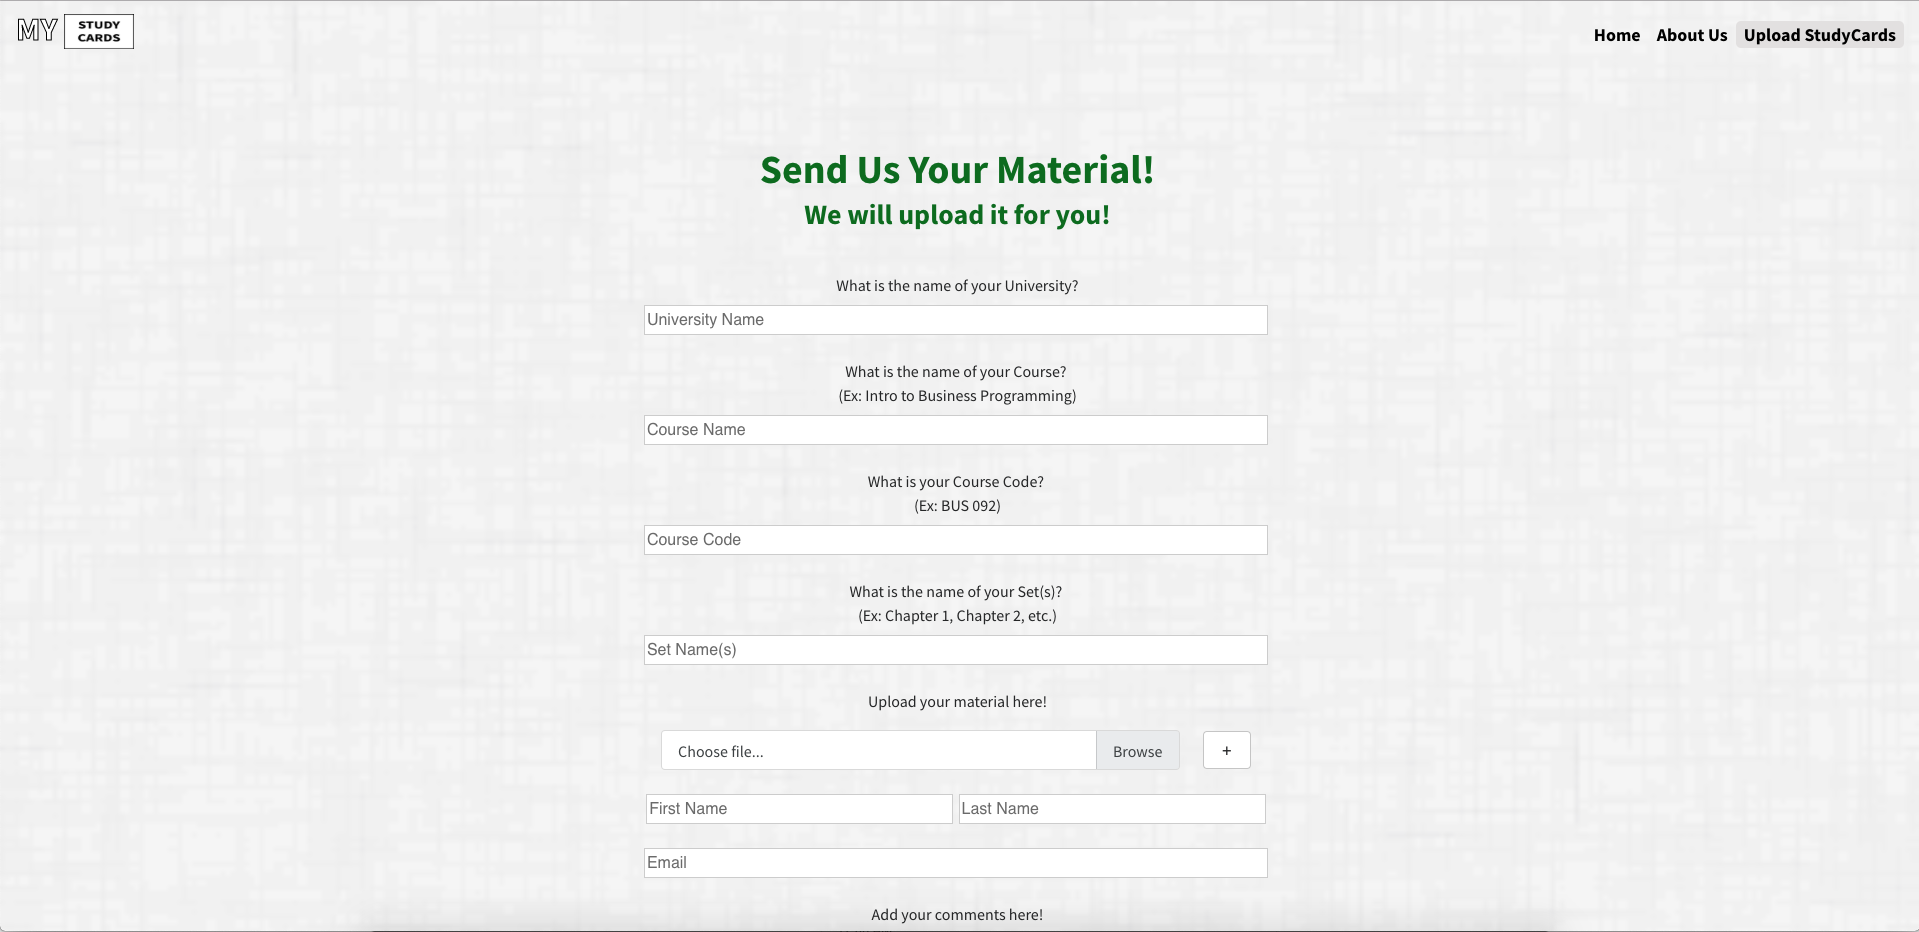 MY STUDY CARDS
Home About Us Upload StudyCards
Send Us Your Material!
We will upload it for you!
What is the name of your University?
University Name
What is the name of your Course?
(Ex: Intro to Business Programming)
Course Name
What is your Course Code?
(Ex: BUS 092)
Course Code
What is the name of your Set(s)?
(Ex: Chapter 1, Chapter 2, etc.)
Set Name(s)
Upload your material here!
Choose file... Browse +
First Name Last Name
Email
Add your comments here!